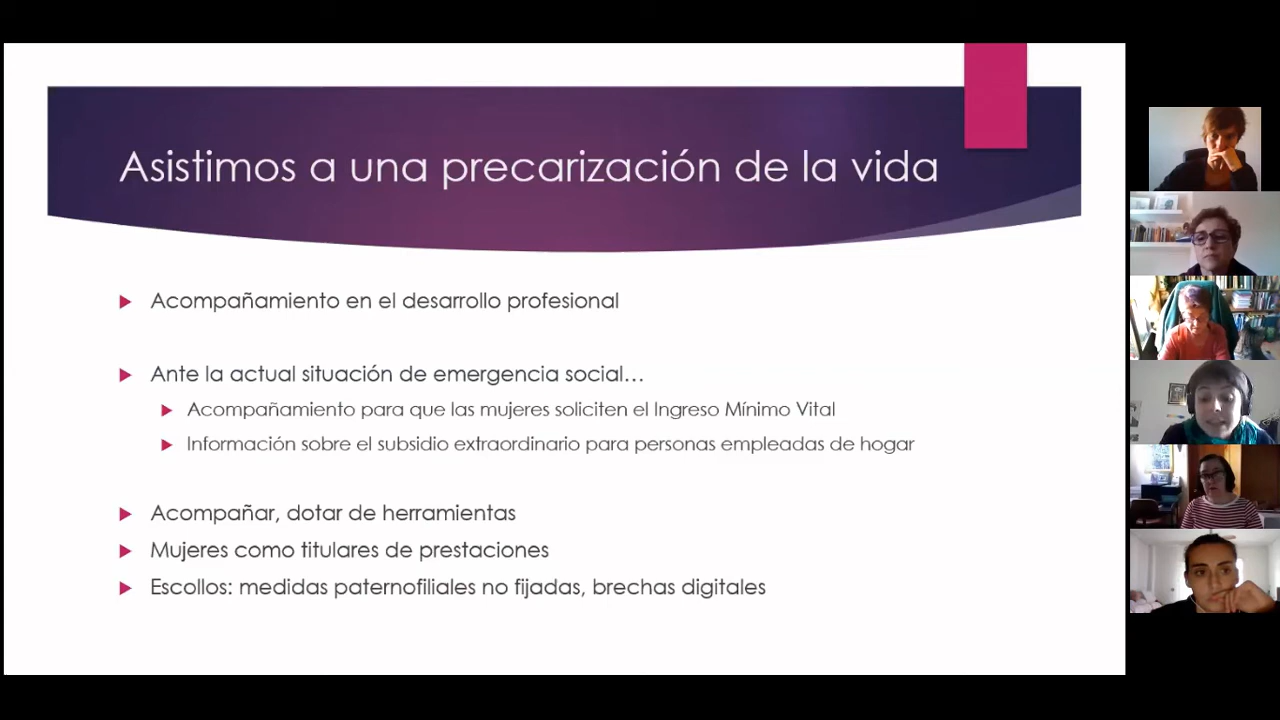 Asistimos a una precarización de la vida
Acompañamiento en el desarrollo profesional
Ante la actual situación de emergencia social…
Acompañamiento para que las mujeres soliciten el Ingreso Mínimo Vital
Información sobre el subsidio extraordinario para personas empleadas de hogar
Acompañar, dotar de herramientas
Mujeres como titulares de prestaciones
Escollos: medidas paternofiliales no fijadas, brechas digitales